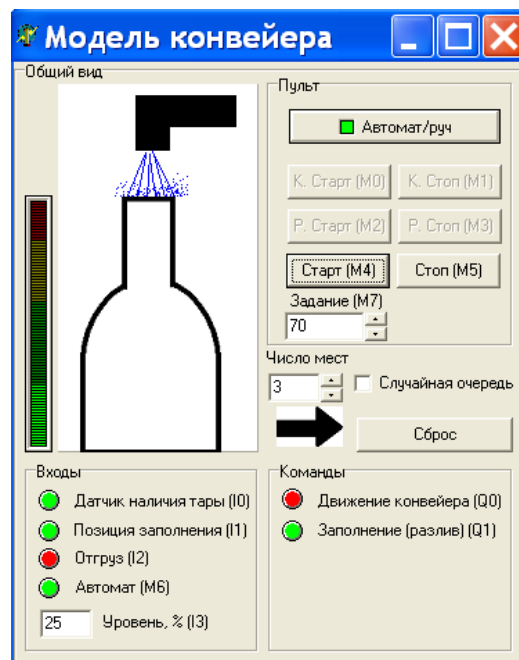 Модель конвейера
Общий вид
Пульт
Автомат/руч
К. Старт (M0)
К. Стоп (M1)
Р. Старт (M2)
Р. Стоп (M3)
Старт (M4)
Стоп (M5)
Задание (M7)
70
Число мест
3
Случайная очередь
Сброс
Входы
Датчик наличия тары (I0)
Позиция заполнения (I1)
Отгруз (I2)
Автомат (M6)
25 Уровень, % (I3)
Команды
Движение конвейера (Q0)
Заполнение (разлив) (Q1)